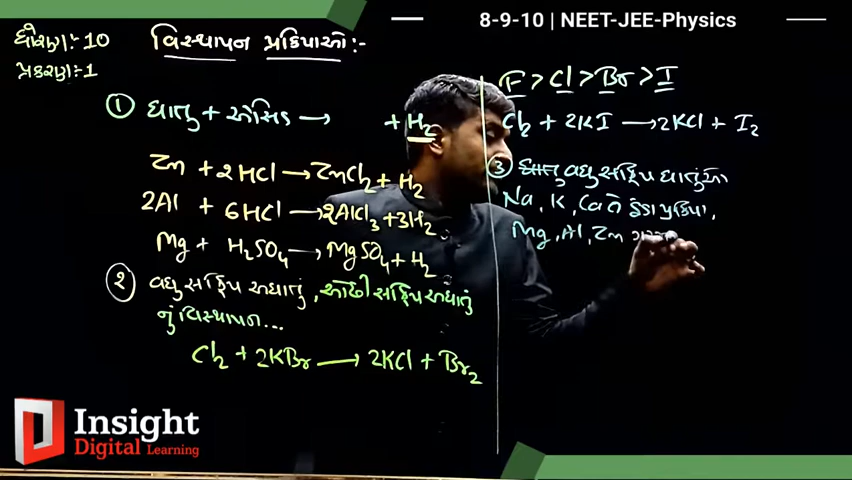 8-9-10 | NEET-JEE-Physics
ધોરણ:- 10
પ્રકરણ:- 1
વિસ્થાપન પ્રક્રિયાઓ :-
① ધાતુ + એસિડ ⟶ + H₂
Zn + 2HCl ⟶ ZnCl₂ + H₂
2Al + 6HCl ⟶ 2AlCl₃ + 3H₂
Mg + H₂SO₄ ⟶ MgSO₄ + H₂
② વધુ સક્રિય અધાતું, ઓછી સક્રિય અધાતું
નું વિસ્થાપન...
Cl₂ + 2KBr ⟶ 2KCl + Br₂
F > Cl > Br > I
Cl₂ + 2KI ⟶ 2KCl + I₂
③ ધાતુ વધુ સક્રિય ધાતુંઓ
Na, K, Ca ઠંડા
Mg, Al, Zn
Insight
Digital Learning